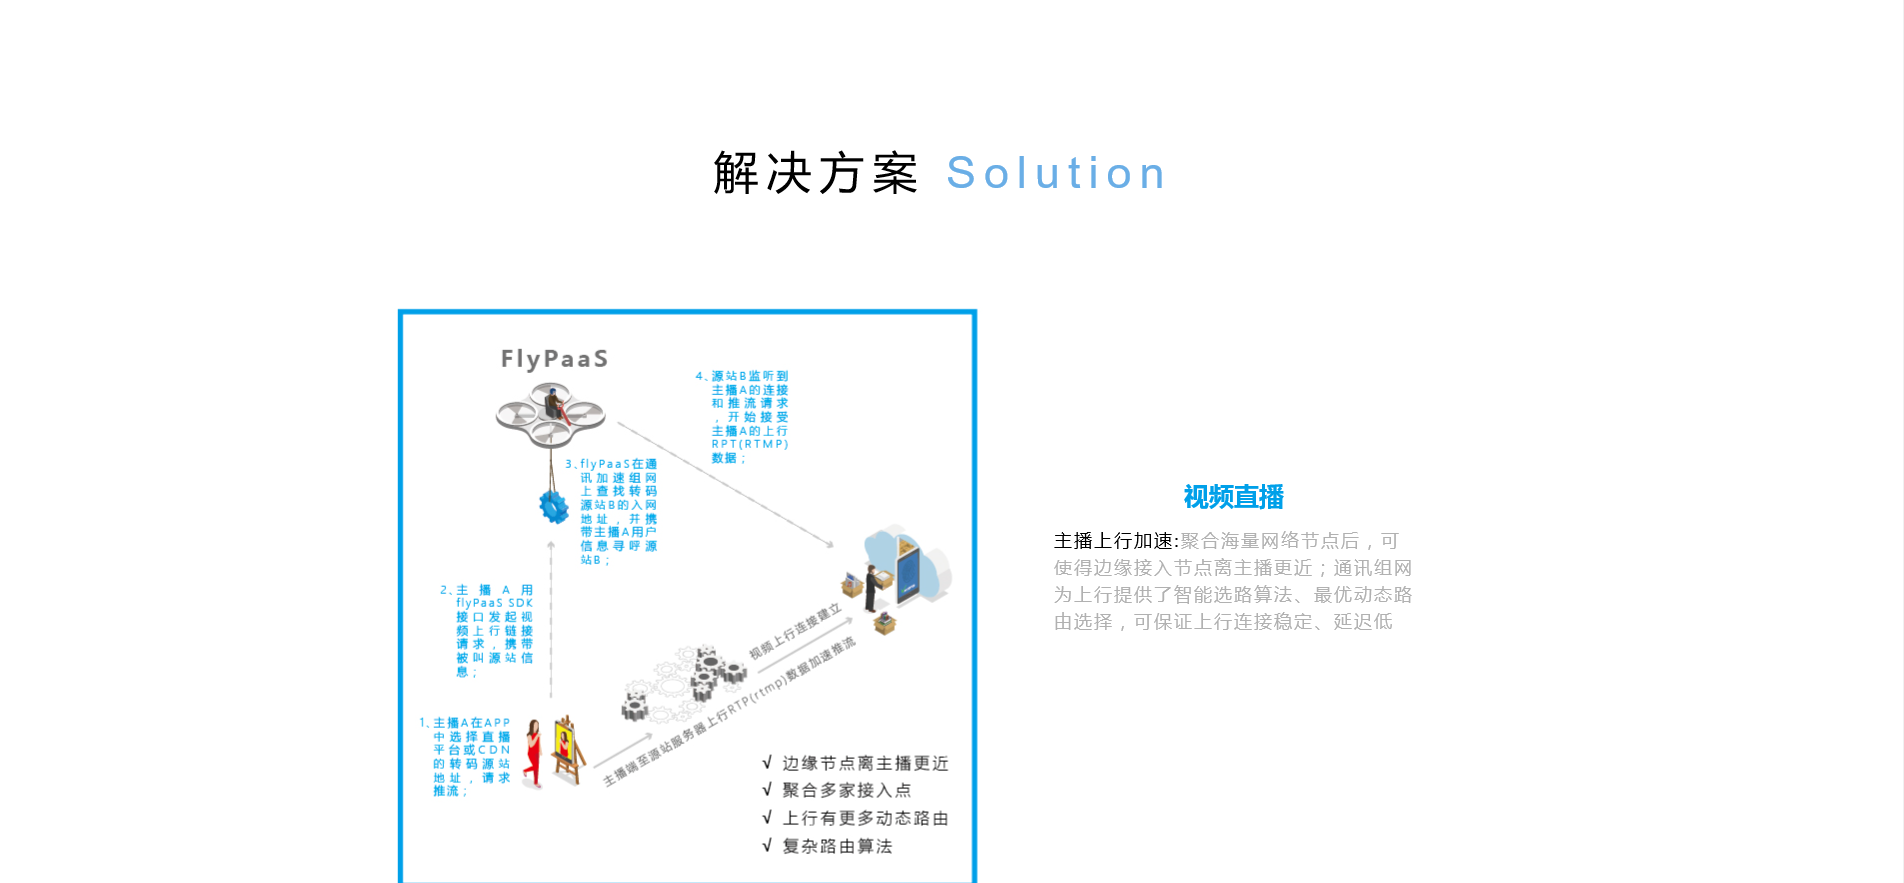 解决方案 Solution
FlyPaaS
4、源站B监听到
主播A的连接
和推流请求
，开始接受
主播A的上行
RPT(RTMP)
数据；
3、flyPaaS在通
讯加速组网
上查找转码
源站B的入网
地址，并携
带主播A用户
信息寻呼源
站B；
2、主播A用
flyPaaS SDK
接口发起视
频上行链接
请求，携带
被叫源站信
息；
1、主播A在APP
中选择直播
平台或CDN
的转码源站
地址，请求
推流；
视频上行连接建立
主播端至源站服务器上行RTP(rtmp)数据加速推流
√ 边缘节点离主播更近
√ 聚合多家接入点
√ 上行有更多动态路由
√ 复杂路由算法
视频直播
主播上行加速:聚合海量网络节点后，可
使得边缘接入节点离主播更近；通讯组网
为上行提供了智能选路算法、最优动态路
由选择，可保证上行连接稳定、延迟低